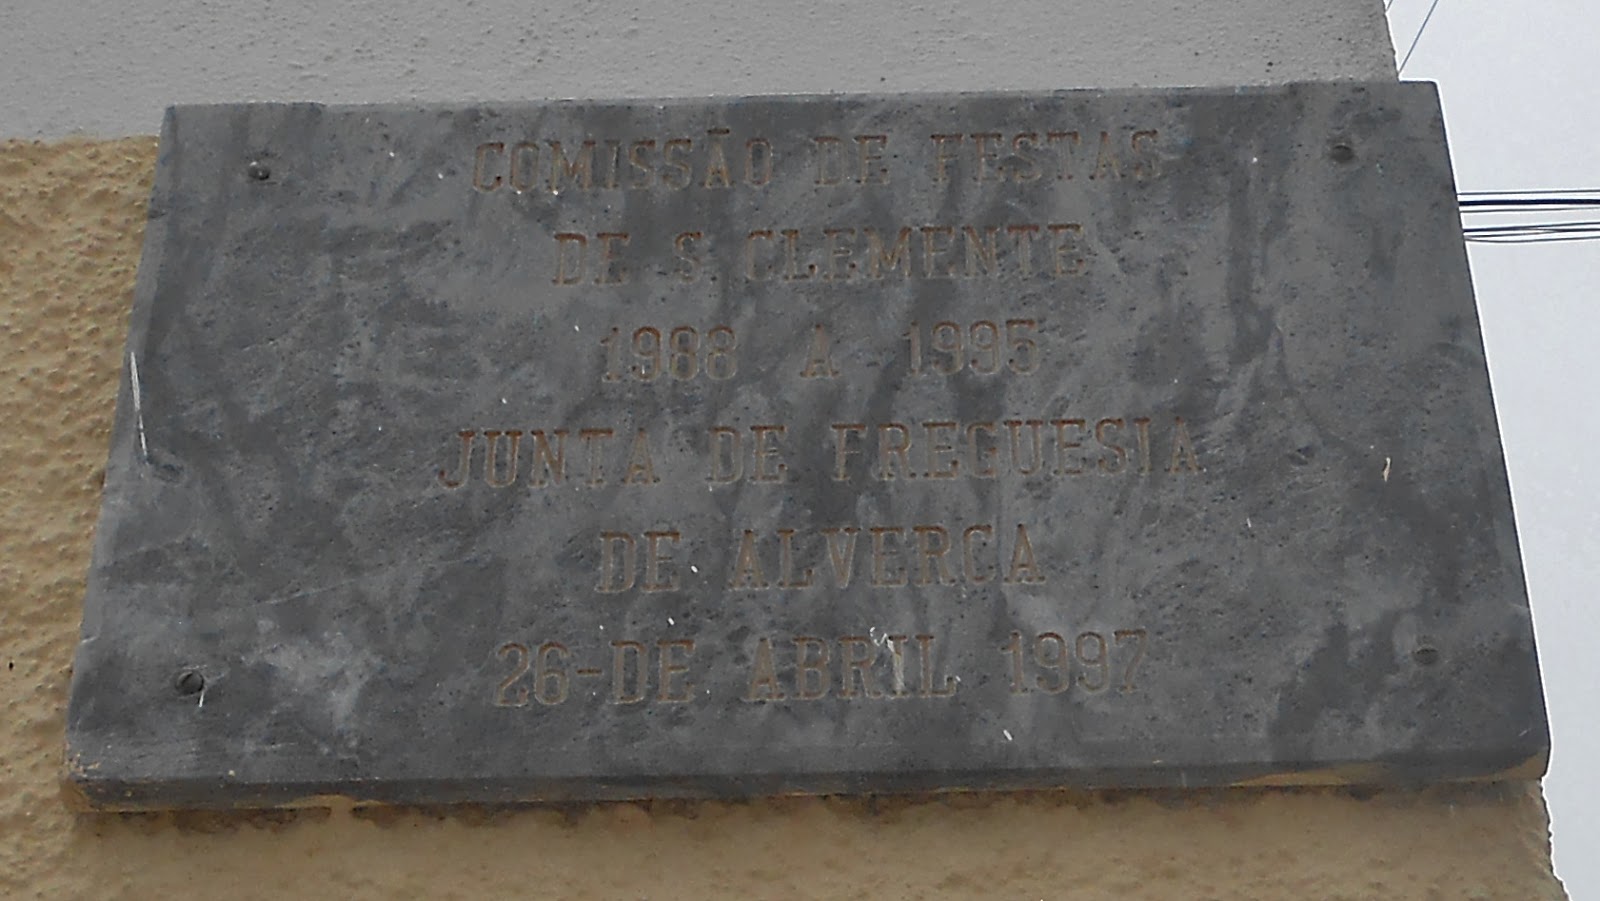 COMISSÃO DE FESTAS
DE S. CLEMENTE
1988 A 1995
JUNTA DE FREGUESIA
DE ALVERCA
26-DE ABRIL 1997